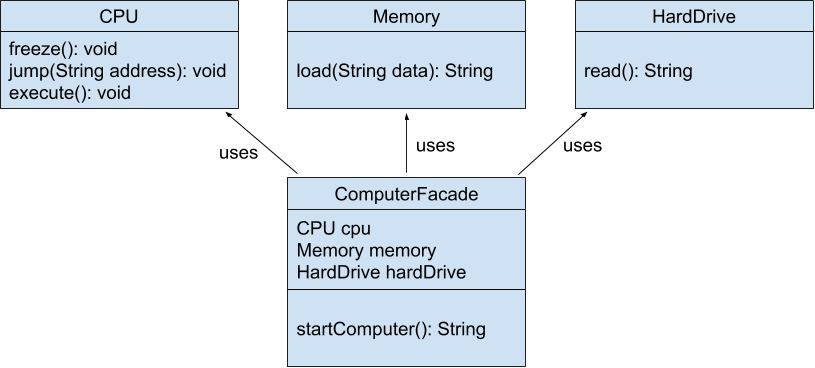 CPU
freeze(): void
jump(String address): void
execute(): void
Memory
load(String data): String
HardDrive
read(): String
uses
uses
uses
ComputerFacade
CPU cpu
Memory memory
HardDrive hardDrive
startComputer(): String